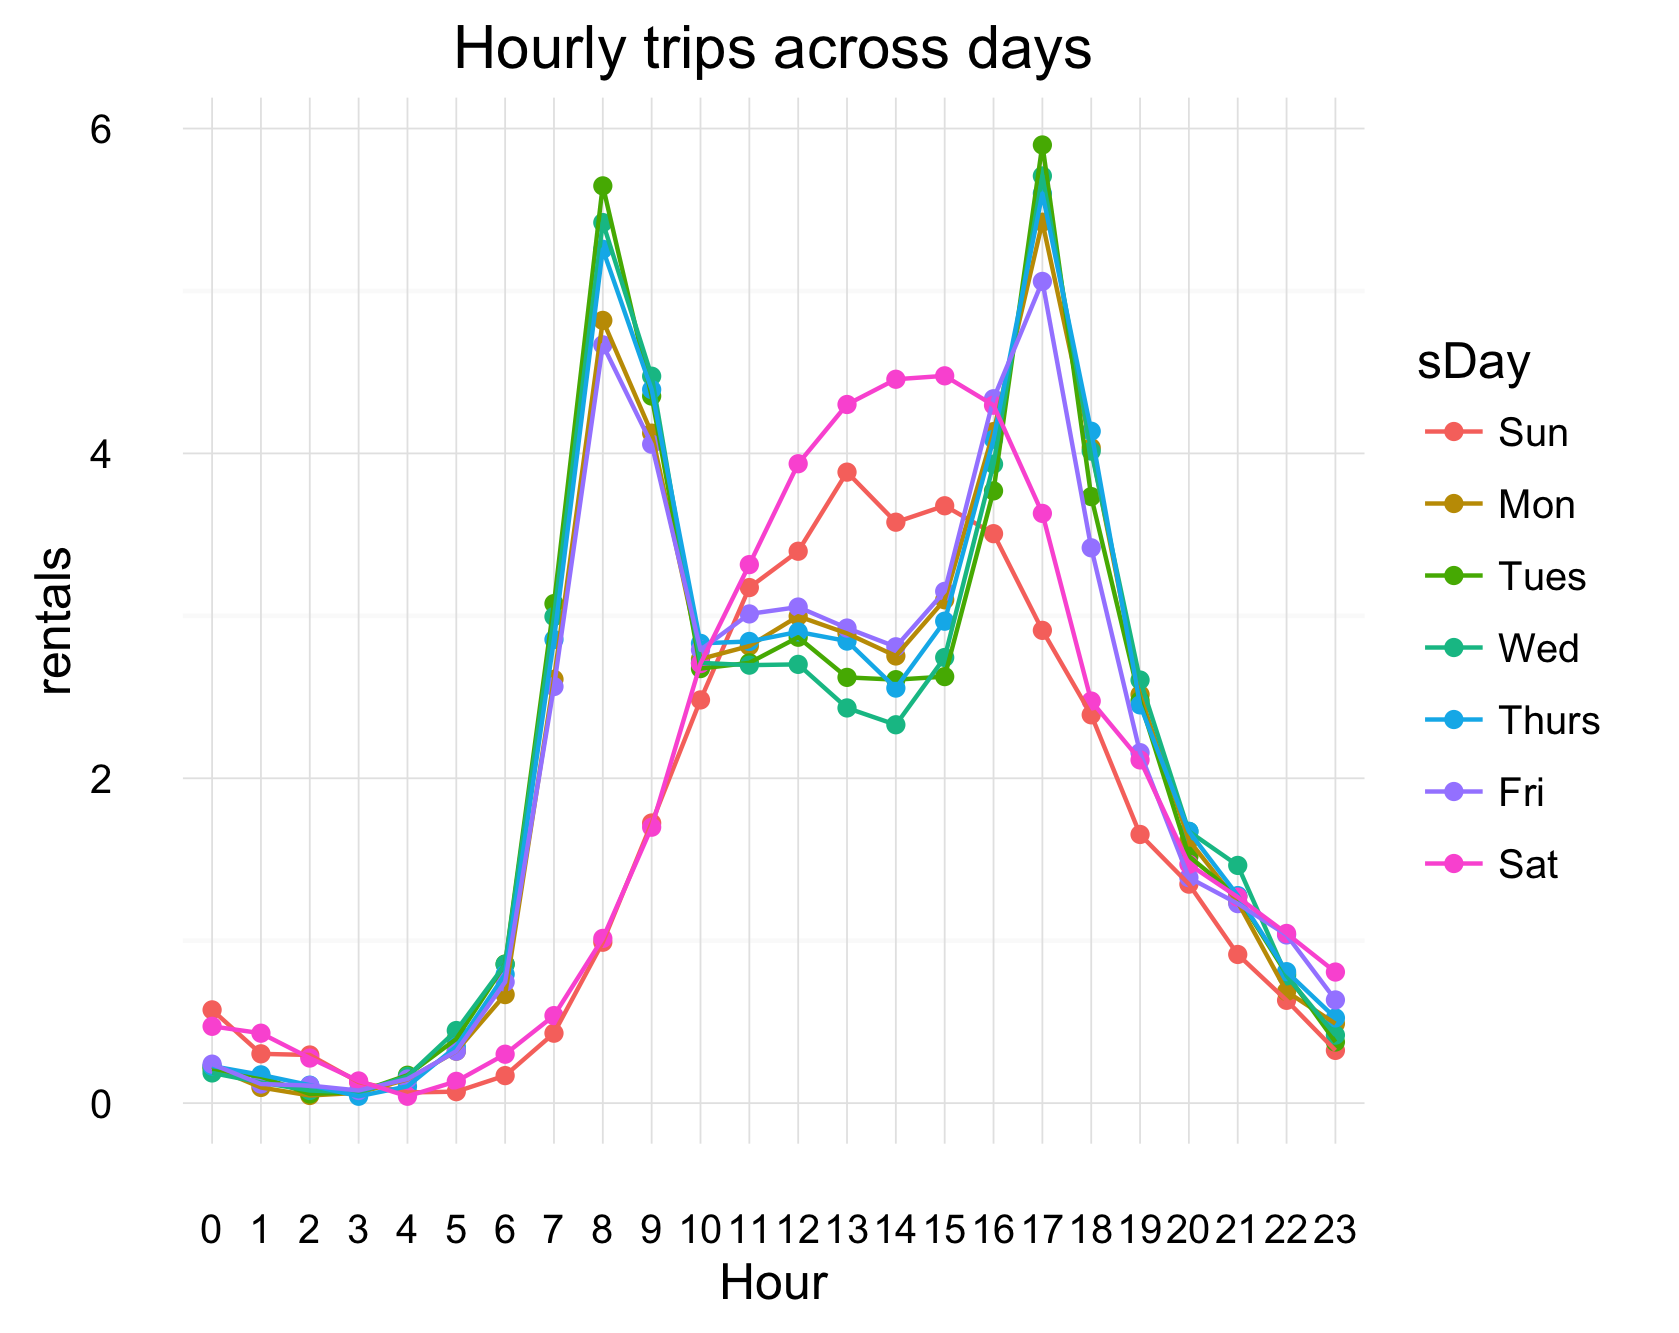 Hourly trips across days
6
4
2
0
rentals
0 1 2 3 4 5 6 7 8 9 10 11 12 13 14 15 16 17 18 19 20 21 22 23
Hour
sDay
Sun
Mon
Tues
Wed
Thurs
Fri
Sat